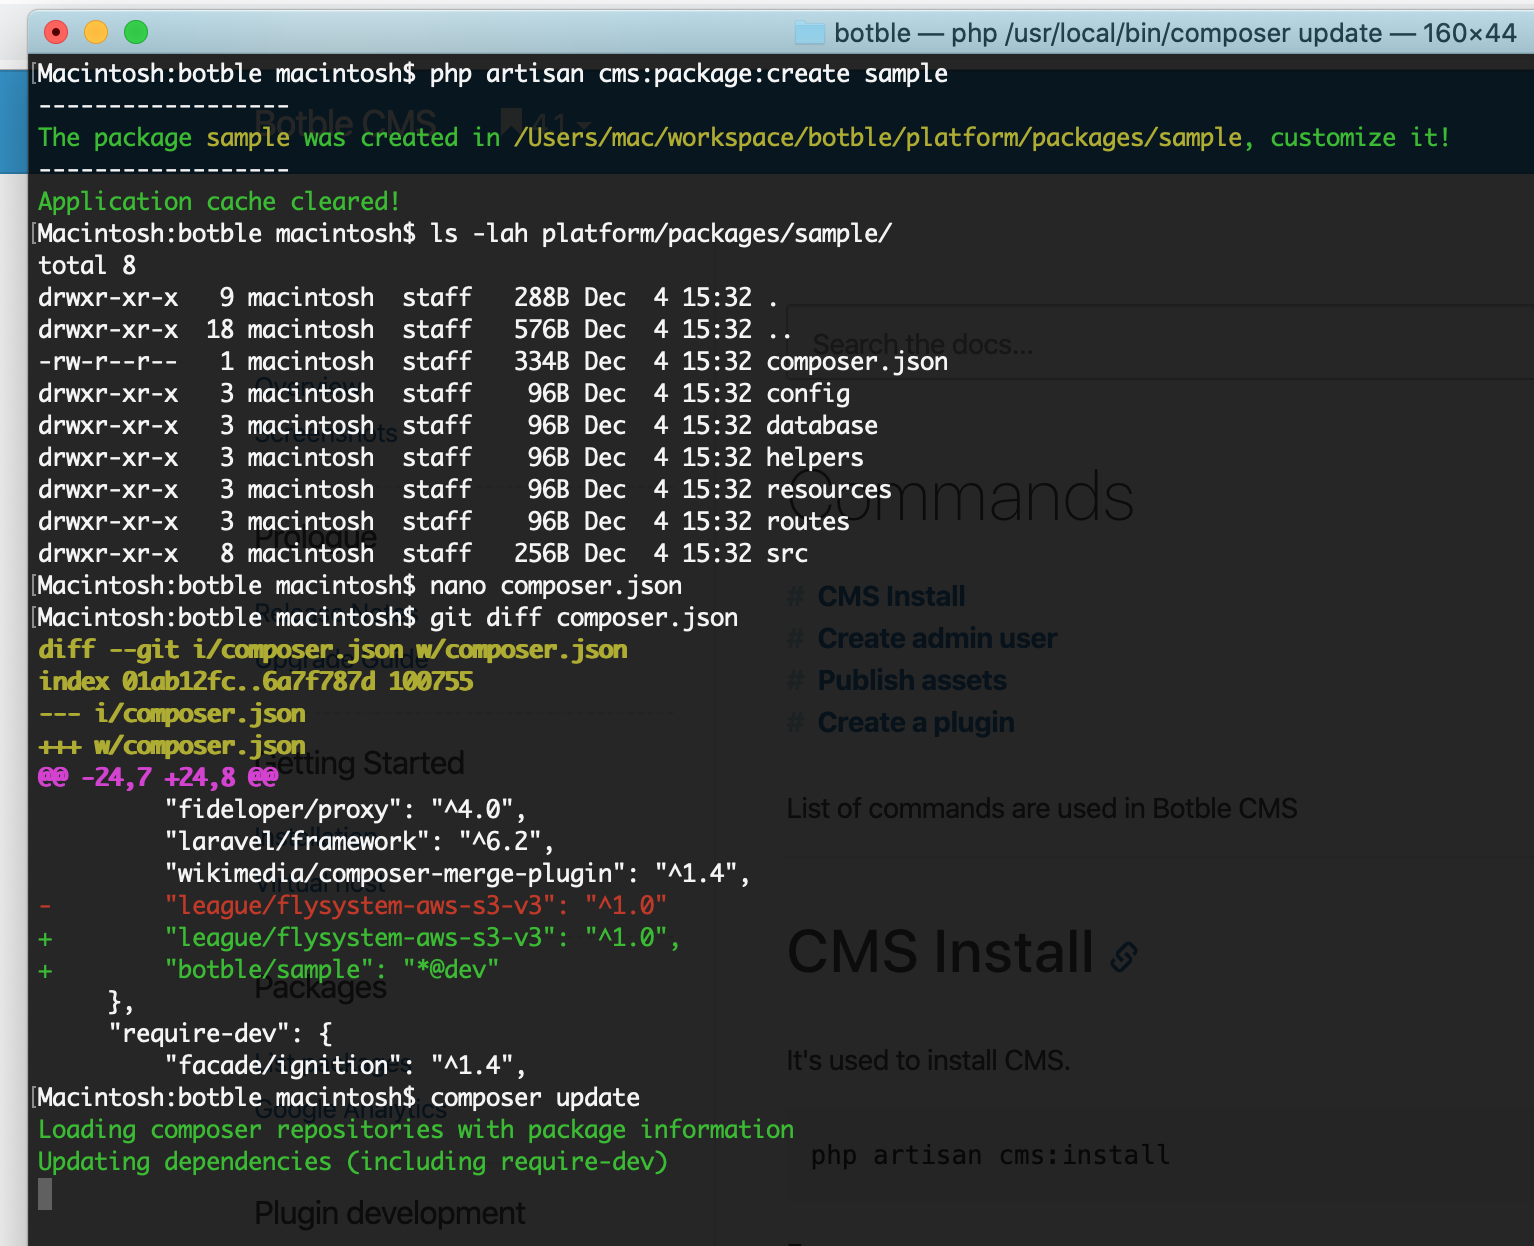 botble — php /usr/local/bin/composer update — 160×44
[Macintosh:botble macintosh$ php artisan cms:package:create sample
------------------
The package sample was created in /Users/mac/workspace/botble/platform/packages/sample, customize it!
------------------
Application cache cleared!
[Macintosh:botble macintosh$ ls -lah platform/packages/sample/
total 8
drwxr-xr-x   9 macintosh  staff   288B Dec  4 15:32 .
drwxr-xr-x  18 macintosh  staff   576B Dec  4 15:32 ..
-rw-r--r--   1 macintosh  staff   334B Dec  4 15:32 composer.json
drwxr-xr-x   3 macintosh  staff    96B Dec  4 15:32 config
drwxr-xr-x   3 macintosh  staff    96B Dec  4 15:32 database
drwxr-xr-x   3 macintosh  staff    96B Dec  4 15:32 helpers
drwxr-xr-x   3 macintosh  staff    96B Dec  4 15:32 resources
drwxr-xr-x   3 macintosh  staff    96B Dec  4 15:32 routes
drwxr-xr-x   8 macintosh  staff   256B Dec  4 15:32 src
[Macintosh:botble macintosh$ nano composer.json
[Macintosh:botble macintosh$ git diff composer.json
diff --git i/composer.json w/composer.json
index 01ab12fc..6a7f787d 100755
--- i/composer.json
+++ w/composer.json
@@ -24,7 +24,8 @@
         "fideloper/proxy": "^4.0",
         "laravel/framework": "^6.2",
         "wikimedia/composer-merge-plugin": "^1.4",
-        "league/flysystem-aws-s3-v3": "^1.0"
+        "league/flysystem-aws-s3-v3": "^1.0",
+        "botble/sample": "*@dev"
     },
     "require-dev": {
         "facade/ignition": "^1.4",
[Macintosh:botble macintosh$ composer update
Loading composer repositories with package information
Updating dependencies (including require-dev)
Botble CMS
4.1
Overview
Screenshots
Prologue
Release Notes
Upgrade Guide
Getting Started
Installation
Virtual host
Packages
List packages
Google Analytics
Plugin development
Search the docs...
Commands
# CMS Install
# Create admin user
# Publish assets
# Create a plugin
List of commands are used in Botble CMS
CMS Install
It's used to install CMS.
php artisan cms:install